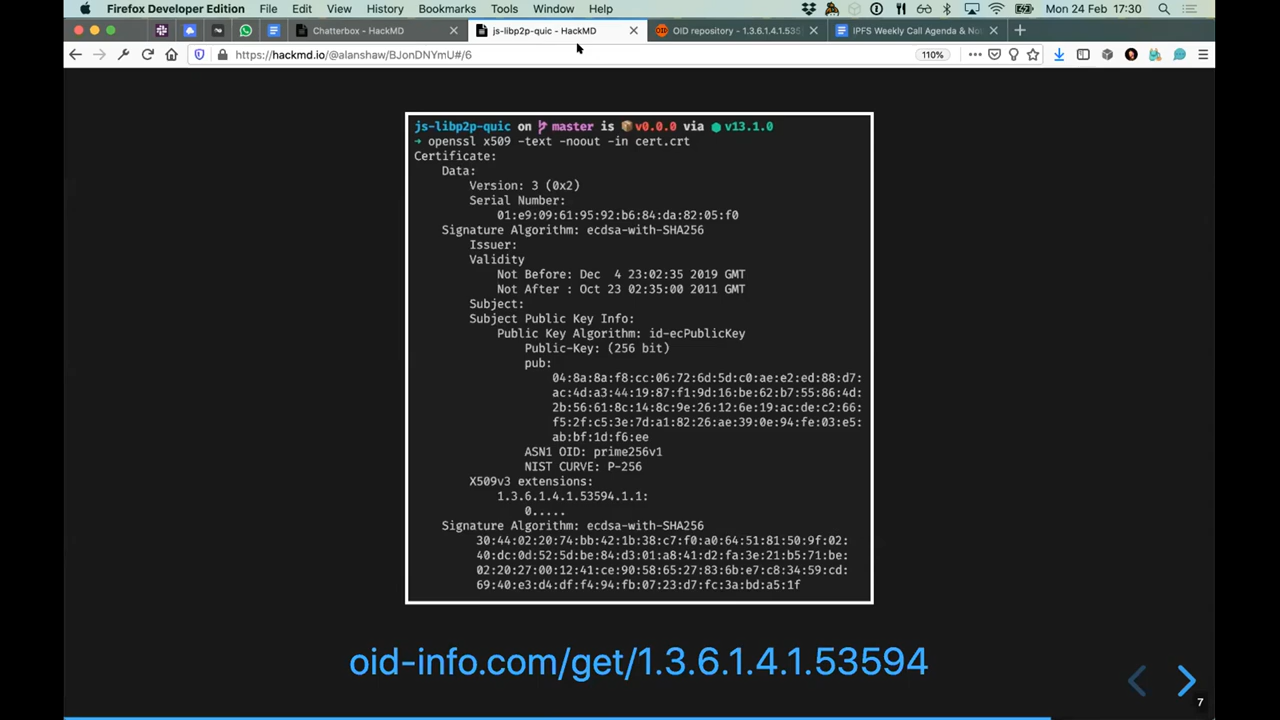 Firefox Developer Edition File Edit View History Bookmarks Tools Window Help Mon 24 Feb 17:30
Chatterbox - HackMD js-libp2p-quic - HackMD OID repository - 1.3.6.1.4.1.535 IPFS Weekly Call Agenda & No
https://hackmd.io/@alanshaw/BJonDNYmU#/6 110%
js-libp2p-quic on master is v0.0.0 via v13.1.0
→ openssl x509 -text -noout -in cert.crt
Certificate:
Data:
Version: 3 (0x2)
Serial Number:
01:e9:09:61:95:92:b6:84:da:82:05:f0
Signature Algorithm: ecdsa-with-SHA256
Issuer:
Validity
Not Before: Dec 4 23:02:35 2019 GMT
Not After : Oct 23 02:35:00 2011 GMT
Subject:
Subject Public Key Info:
Public Key Algorithm: id-ecPublicKey
Public-Key: (256 bit)
pub:
04:8a:8a:f8:cc:06:72:6d:5d:c0:ae:e2:ed:88:d7:
ac:4d:a3:44:19:87:f1:9d:16:be:62:b7:55:86:4d:
2b:56:61:8c:14:8c:9e:26:12:6e:19:ac:de:c2:66:
f5:2f:c5:3e:7d:a1:82:26:ae:39:0e:94:fe:03:e5:
ab:bf:1d:f6:ee
ASN1 OID: prime256v1
NIST CURVE: P-256
X509v3 extensions:
1.3.6.1.4.1.53594.1.1:
0.....
Signature Algorithm: ecdsa-with-SHA256
30:44:02:20:74:bb:42:1b:38:c7:f0:a0:64:51:81:50:9f:02:
40:dc:0d:52:5d:be:84:d3:01:a8:41:d2:fa:3e:21:b5:71:be:
02:20:27:00:12:41:ce:90:58:65:27:83:6b:e7:c8:34:59:cd:
69:40:e3:d4:df:f4:94:fb:07:23:d7:fc:3a:bd:a5:1f
oid-info.com/get/1.3.6.1.4.1.53594
7